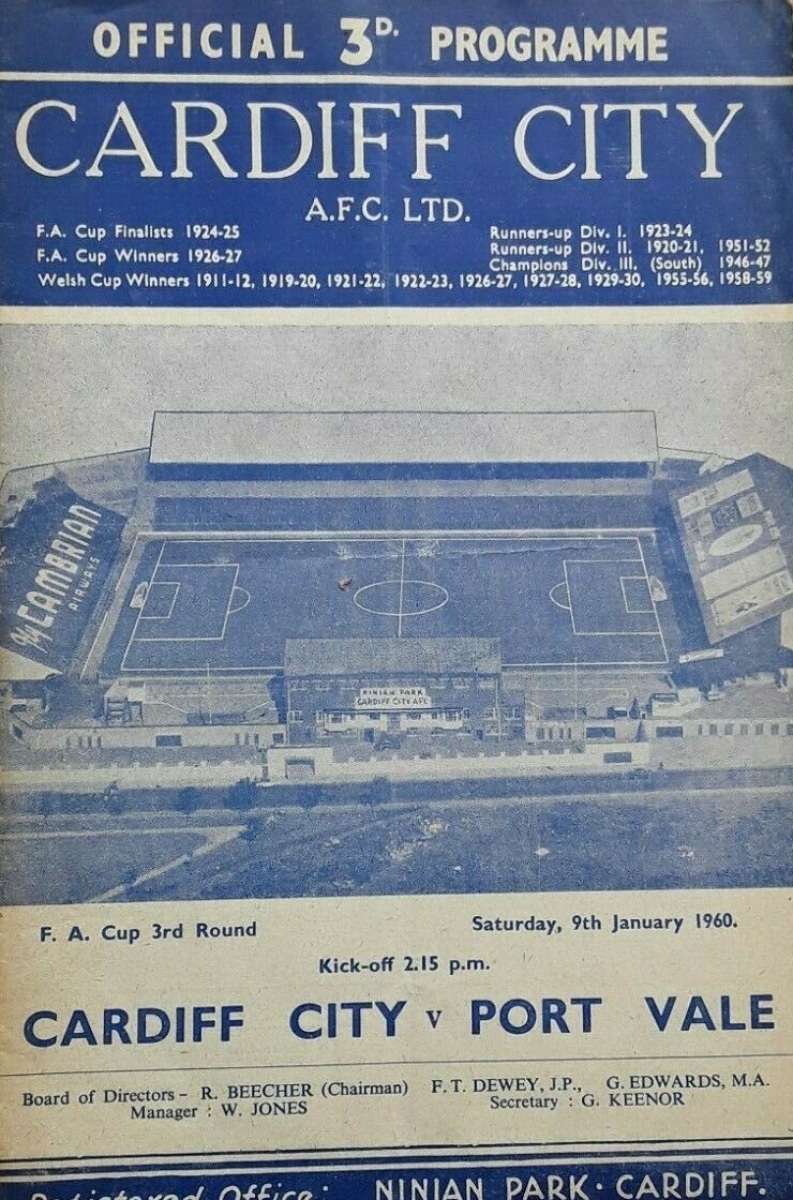 OFFICIAL 3D. PROGRAMME
CARDIFF CITY
A.F.C. LTD.
F.A. Cup Finalists 1924-25
F.A. Cup Winners 1926-27
Runners-up Div. I. 1923-24
Runners-up Div. II. 1920-21, 1951-52
Champions Div. III. (South) 1946-47
Welsh Cup Winners 1911-12, 1919-20, 1921-22, 1922-23, 1926-27, 1927-28, 1929-30, 1955-56, 1958-59
Fly CAMBRIAN
AIRWAYS
NINIAN PARK
CARDIFF CITY AFC
F. A. Cup 3rd Round
Saturday, 9th January 1960.
Kick-off 2.15 p.m.
CARDIFF CITY v PORT VALE
Board of Directors - R. BEECHER (Chairman) F. T. DEWEY, J.P., G. EDWARDS, M.A.
Manager : W. JONES Secretary : G. KEENOR
Registered Office: NINIAN PARK · CARDIFF.